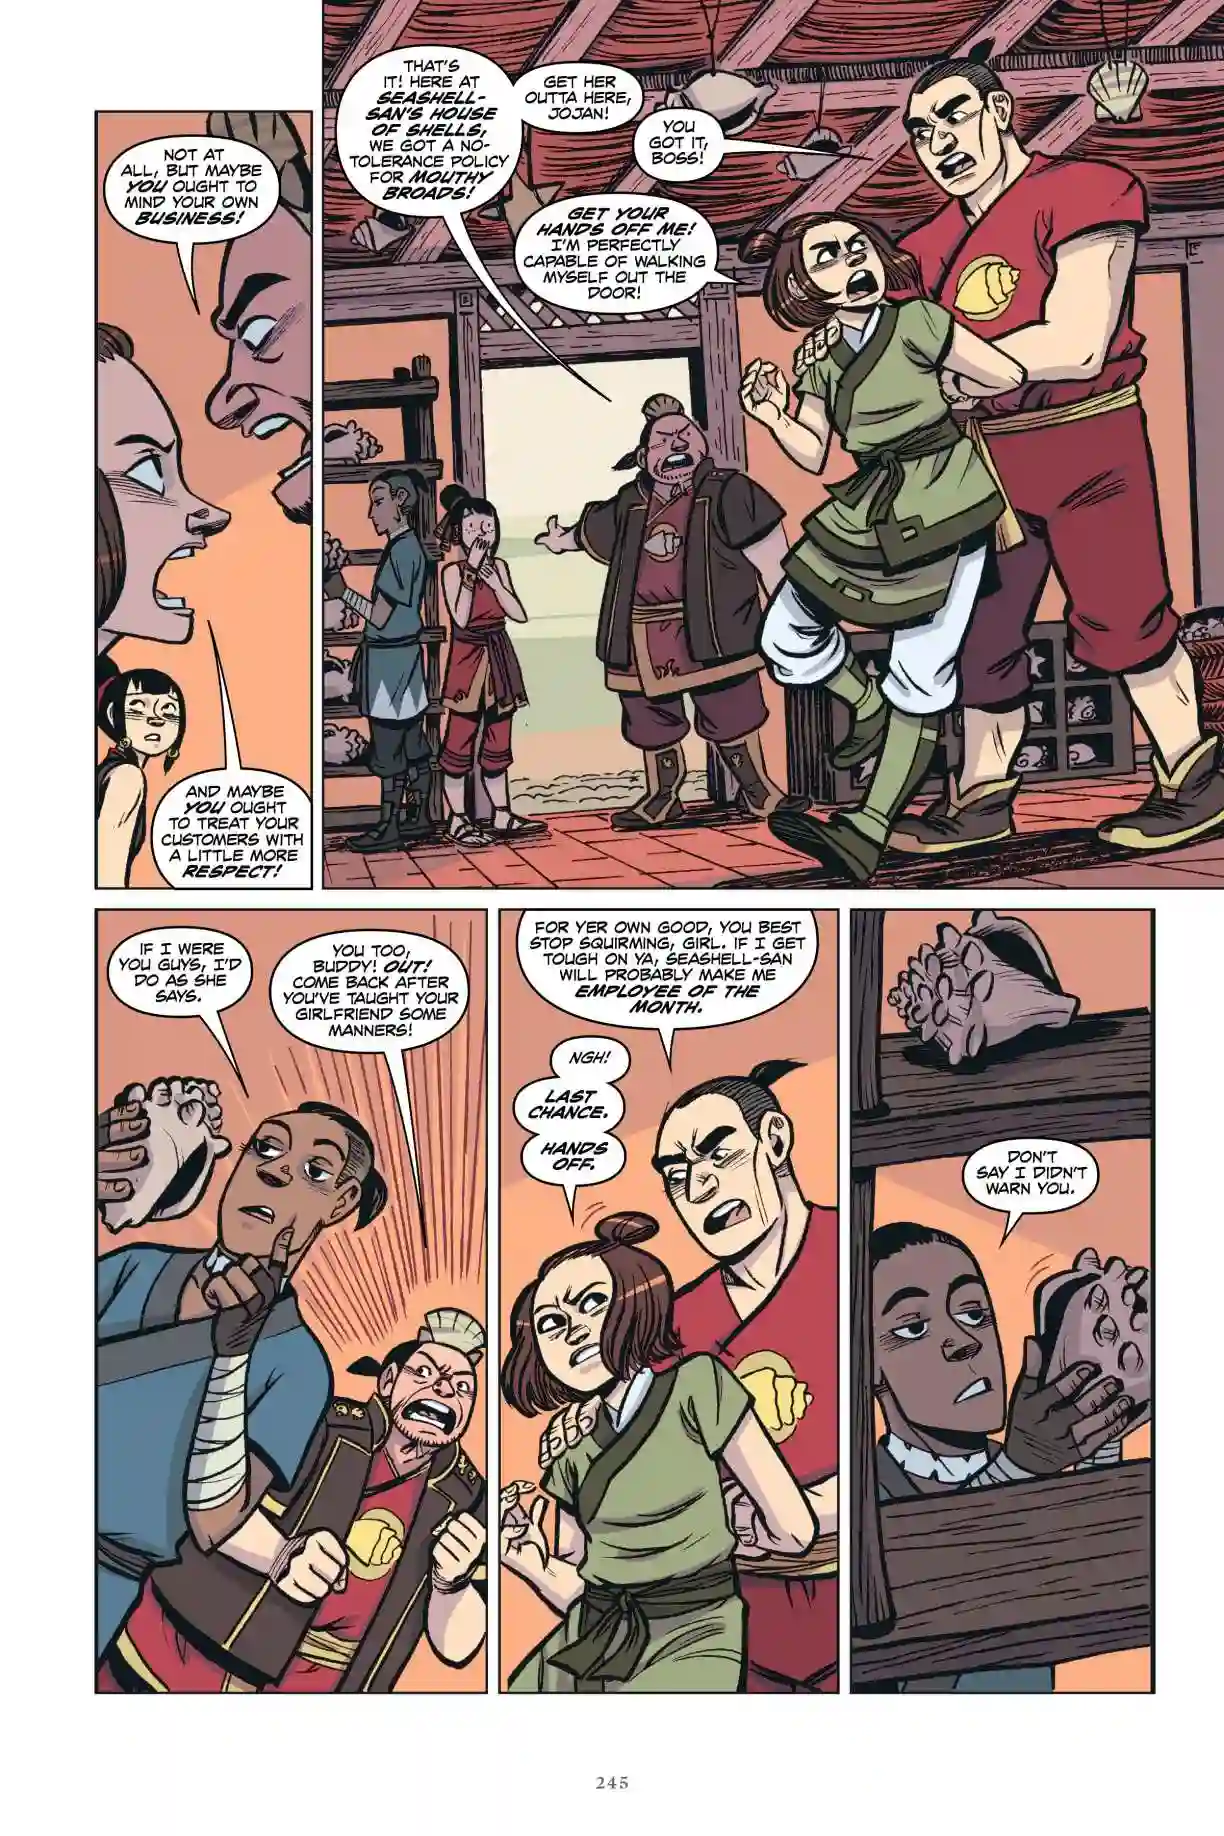 NOT AT
ALL, BUT MAYBE
YOU OUGHT TO
MIND YOUR OWN
BUSINESS!
AND MAYBE
YOU OUGHT
TO TREAT YOUR
CUSTOMERS WITH
A LITTLE MORE
RESPECT!
THAT'S
IT! HERE AT
SEASHELL-
SAN'S HOUSE
OF SHELLS,
WE GOT A NO-
TOLERANCE POLICY
FOR MOUTHY
BROADS!
GET HER
OUTTA HERE,
JOJAN!
YOU
GOT IT,
BOSS!
GET YOUR
HANDS OFF ME!
I'M PERFECTLY
CAPABLE OF WALKING
MYSELF OUT THE
DOOR!
IF I WERE
YOU GUYS, I'D
DO AS SHE
SAYS.
YOU TOO,
BUDDY! OUT!
COME BACK AFTER
YOU'VE TAUGHT YOUR
GIRLFRIEND SOME
MANNERS!
FOR YER OWN GOOD, YOU BEST
STOP SQUIRMING, GIRL. IF I GET
TOUGH ON YA, SEASHELL-SAN
WILL PROBABLY MAKE ME
EMPLOYEE OF THE
MONTH.
NGH!
LAST
CHANCE.
HANDS
OFF.
DON'T
SAY I DIDN'T
WARN YOU.
245